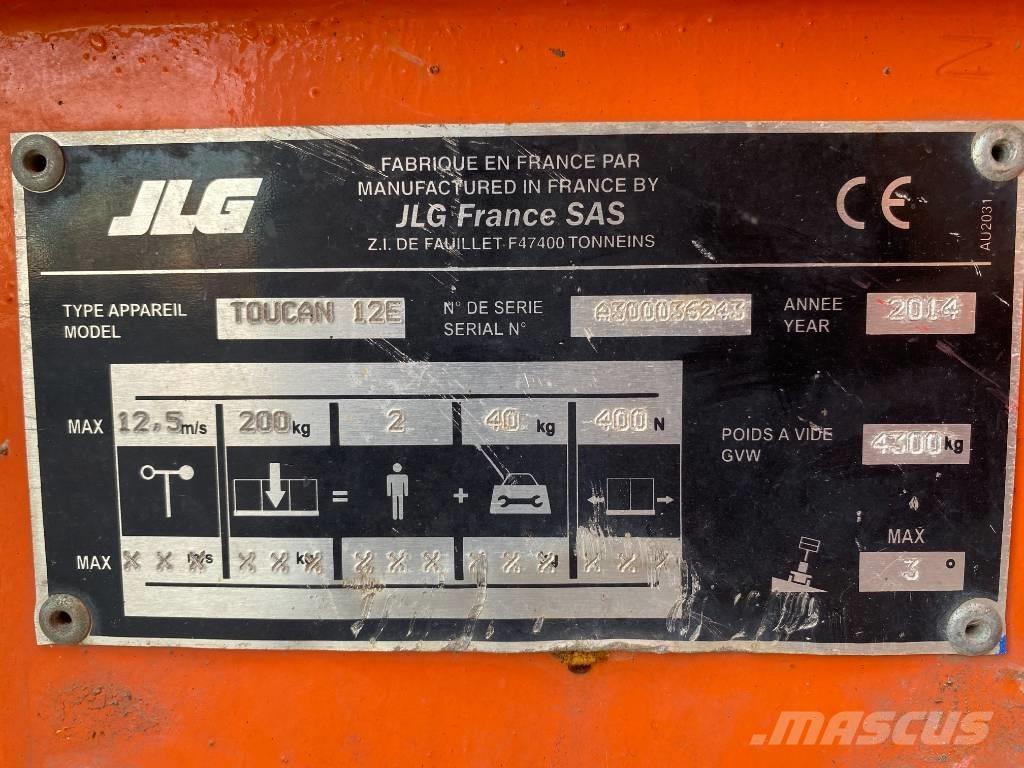 JLG
FABRIQUE EN FRANCE PAR
MANUFACTURED IN FRANCE BY
JLG France SAS
Z.I. DE FAUILLET F47400 TONNEINS
CE
AU2031
TYPE APPAREIL
MODEL
TOUCAN 12E
N° DE SERIE
SERIAL N°
A300036243
ANNEE
YEAR
2014
MAX 12,5m/s 200kg 2 40 kg 400 N
POIDS A VIDE
GVW
4300kg
=
+
MAX X X X/s X kg X X X X X X X X g X X X
MAX
3 °
MASCUS